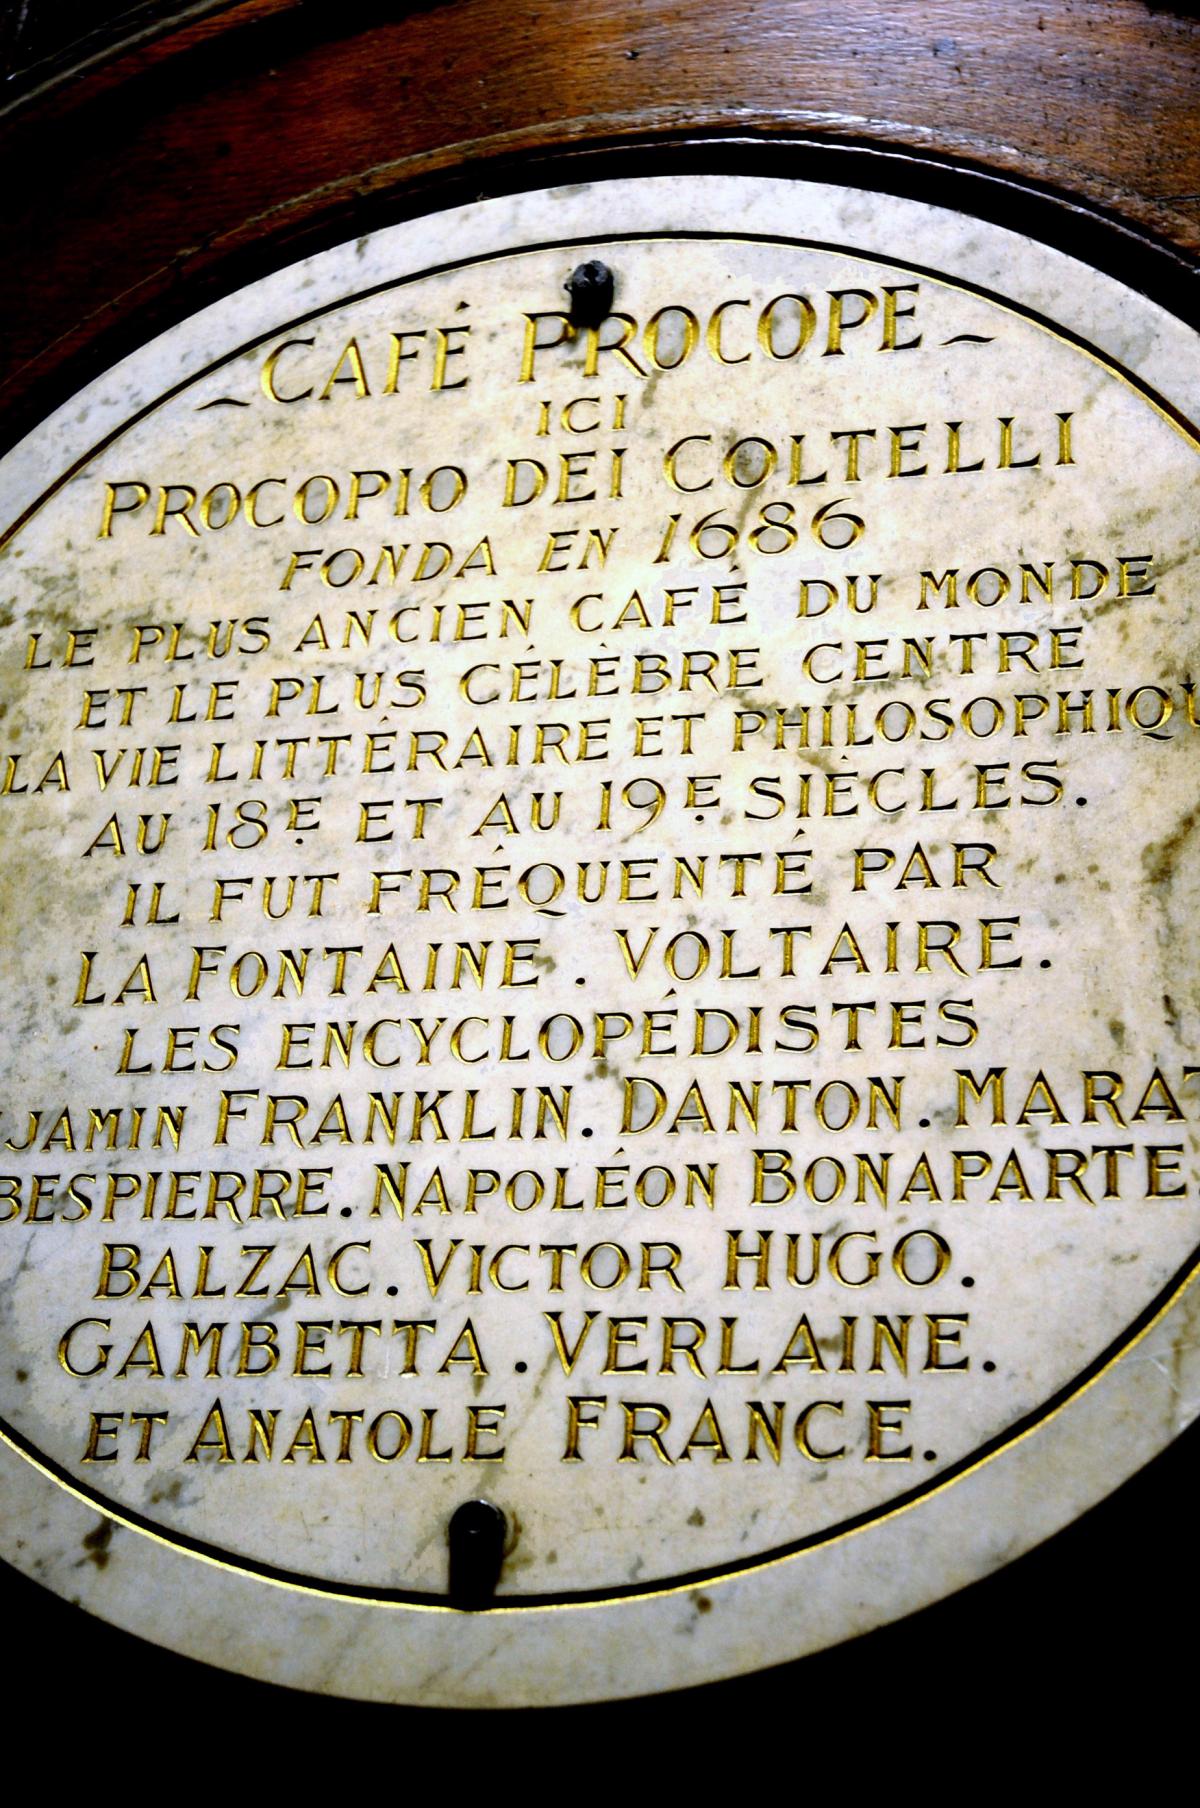 ~ CAFÉ PROCOPE ~
ICI
PROCOPIO DEI COLTELLI
FONDA EN 1686
LE PLUS ANCIEN CAFÉ DU MONDE
ET LE PLUS CÉLÈBRE CENTRE
LA VIE LITTÉRAIRE ET PHILOSOPHIQU
AU 18E ET AU 19E SIÈCLES.
IL FUT FRÉQUENTÉ PAR
LA FONTAINE . VOLTAIRE.
LES ENCYCLOPÉDISTES
JAMIN FRANKLIN. DANTON. MARAT
BESPIERRE. NAPOLÉON BONAPARTE
BALZAC. VICTOR HUGO.
GAMBETTA. VERLAINE.
ET ANATOLE FRANCE.